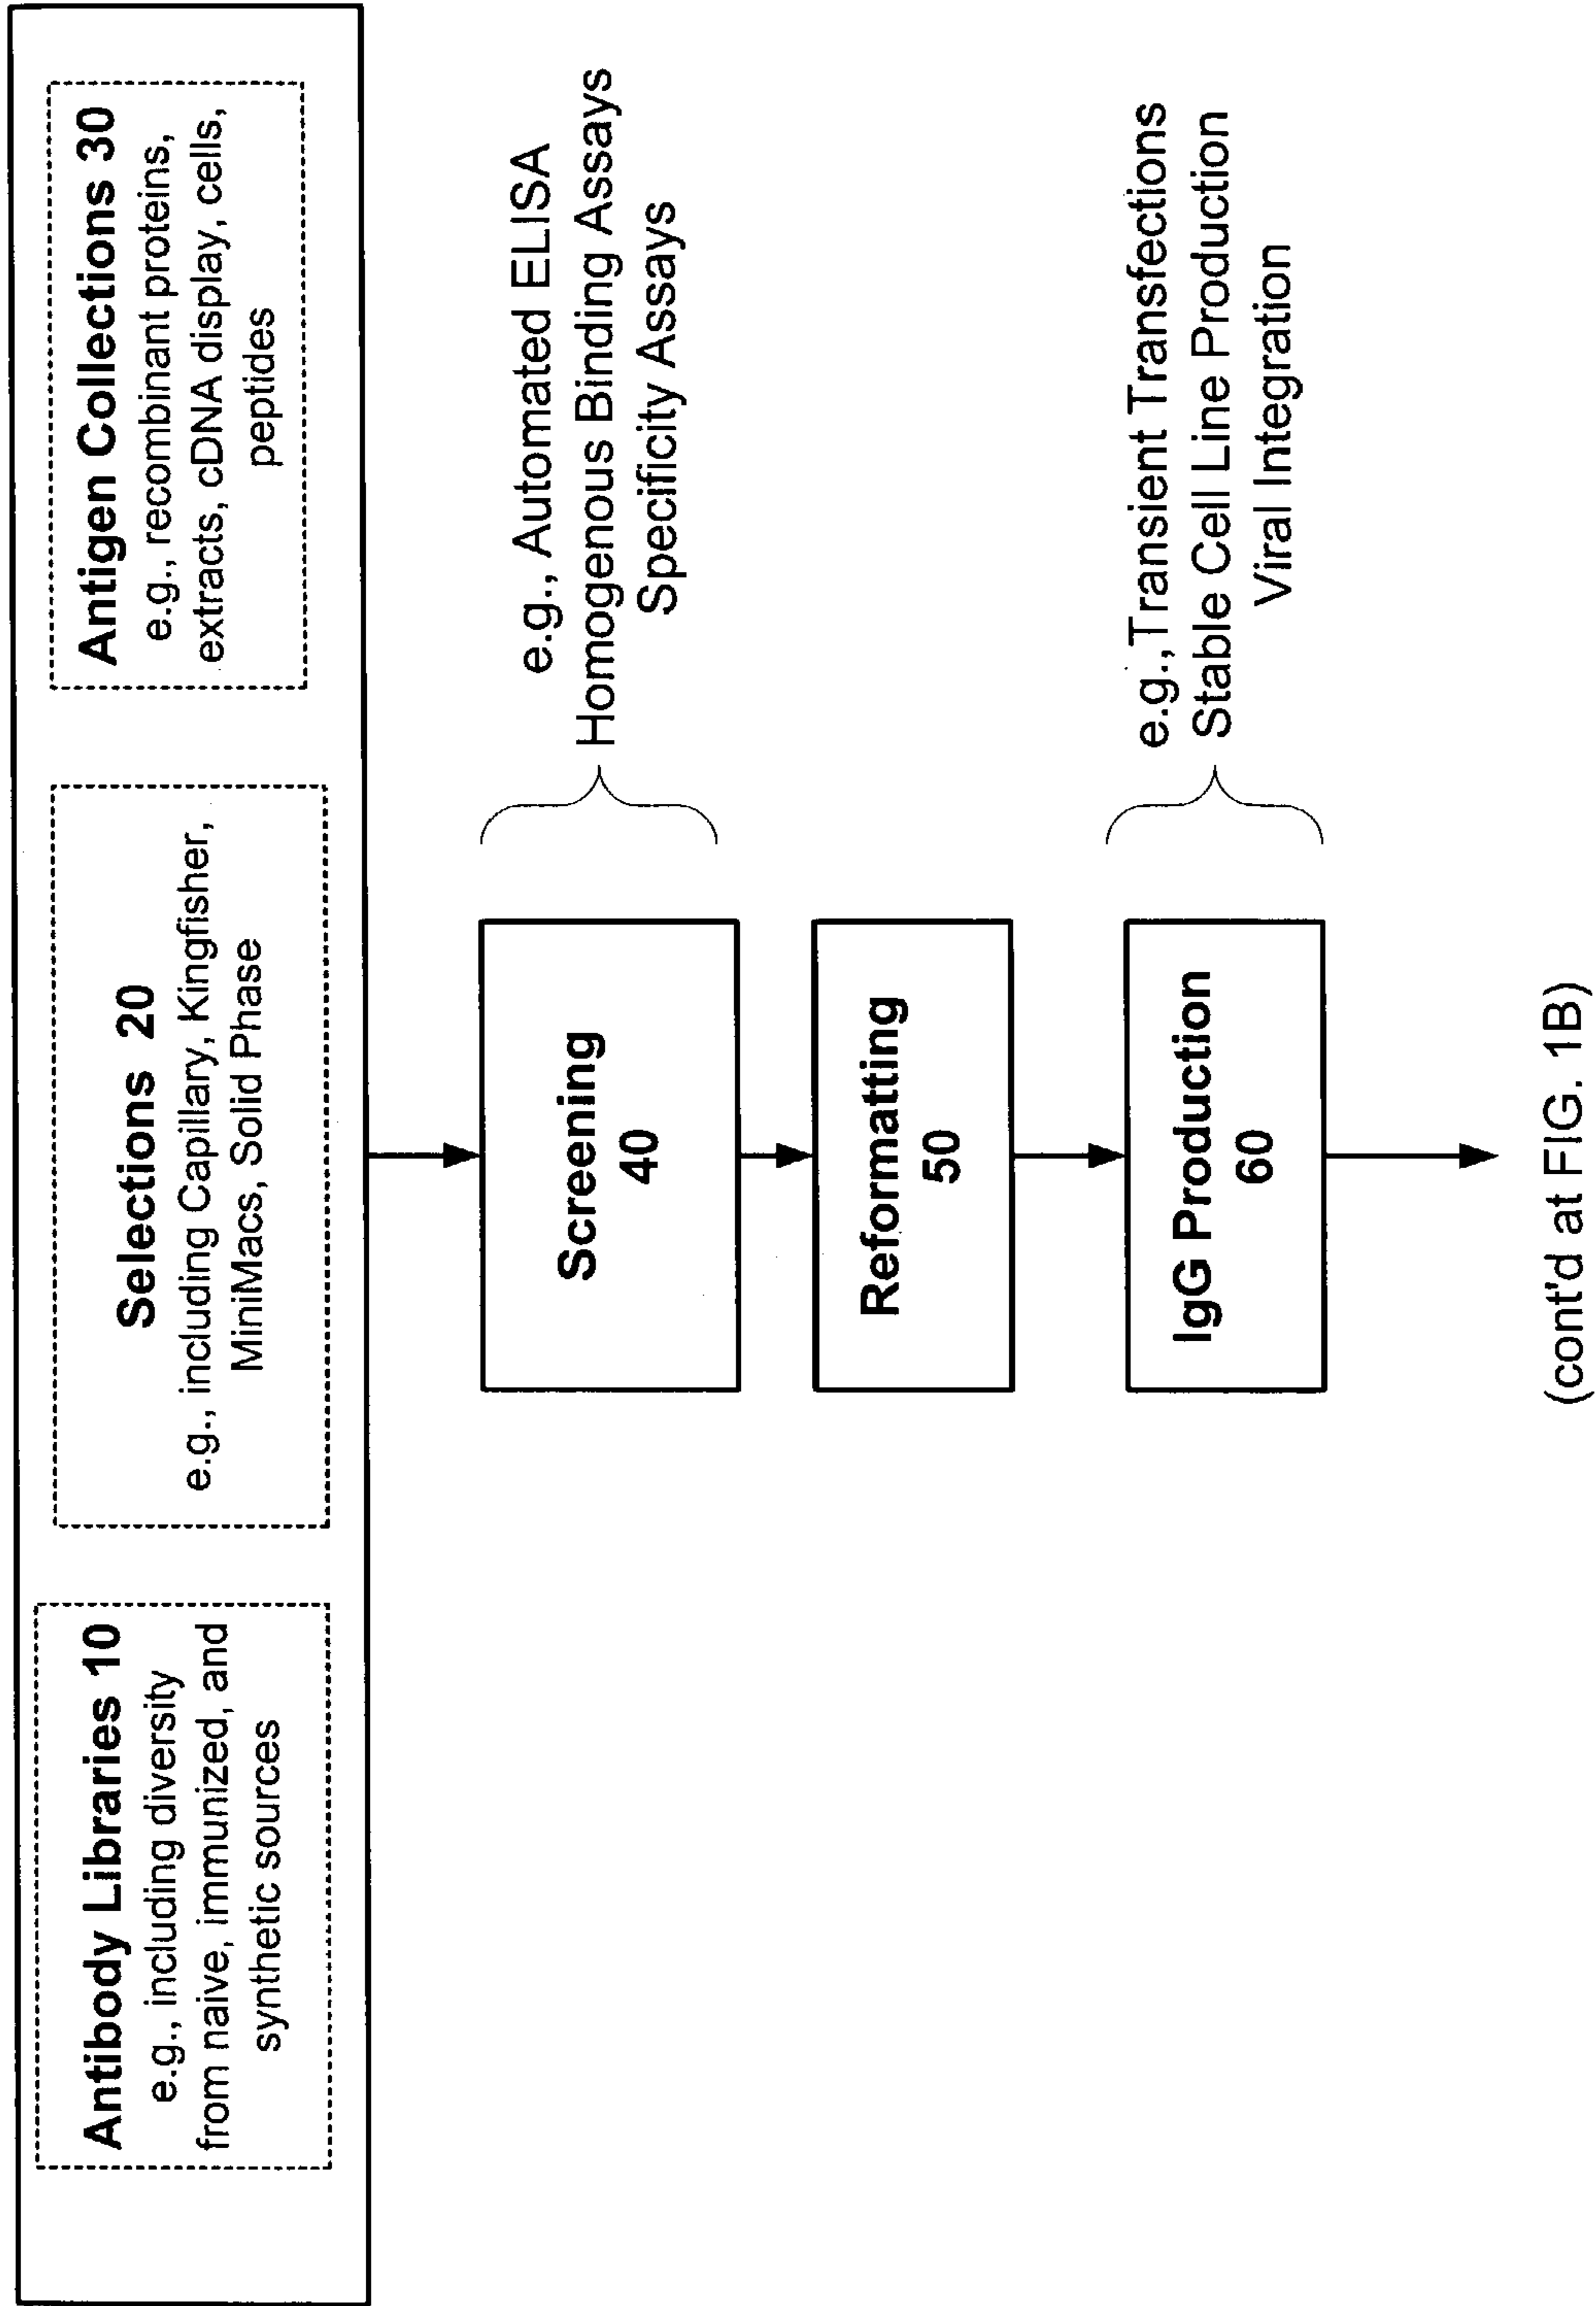 Antibody Libraries 10
e.g., including diversity
from naive, immunized, and
synthetic sources
Selections 20
e.g., including Capillary, Kingfisher,
MiniMacs, Solid Phase
Antigen Collections 30
e.g., recombinant proteins,
extracts, cDNA display, cells,
peptides
Screening
40
e.g., Automated ELISA
Homogenous Binding Assays
Specificity Assays
Reformatting
50
IgG Production
60
e.g.,Transient Transfections
Stable Cell Line Production
Viral Integration
(cont'd at FIG. 1B)